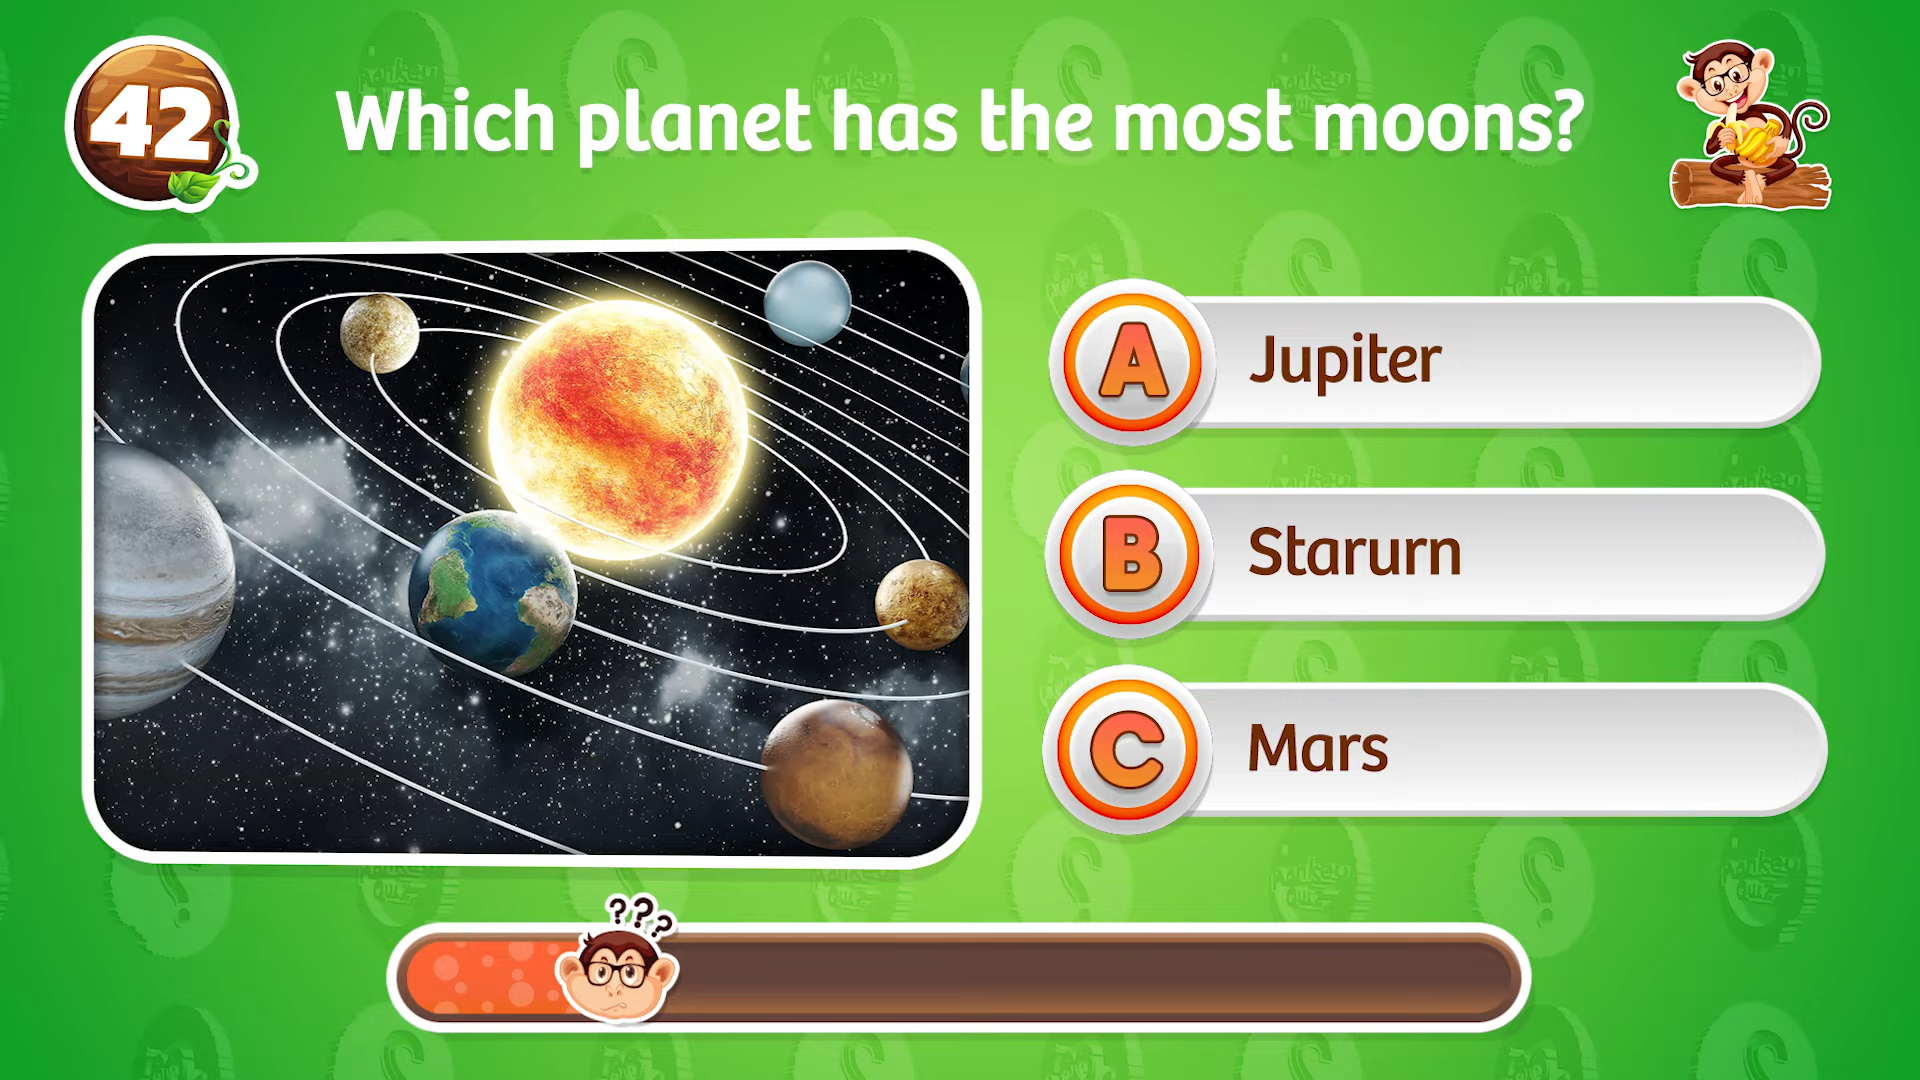 42
Which planet has the most moons?
A Jupiter
B Starurn
C Mars
???